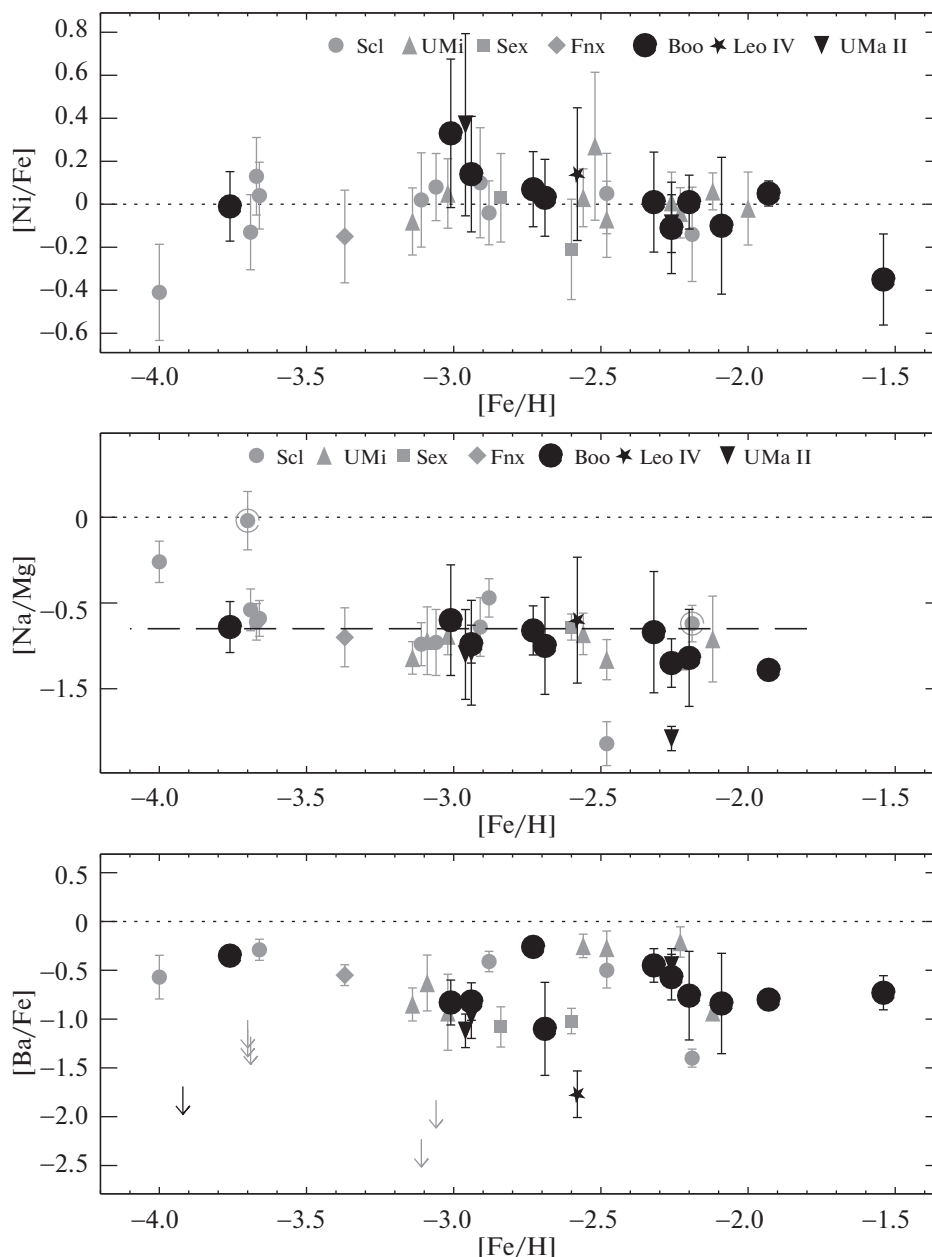 [Ni/Fe]
0.8
0.6
0.4
0.2
0
−0.2
−0.4
−0.6
Scl UMi Sex Fnx Boo Leo IV UMa II
−4.0 −3.5 −3.0 −2.5 −2.0 −1.5
[Fe/H]
[Na/Mg]
0
−0.5
−1.5
Scl UMi Sex Fnx Boo Leo IV UMa II
−4.0 −3.5 −3.0 −2.5 −2.0 −1.5
[Fe/H]
[Ba/Fe]
0.5
0
−0.5
−1.0
−1.5
−2.0
−2.5
−4.0 −3.5 −3.0 −2.5 −2.0 −1.5
[Fe/H]